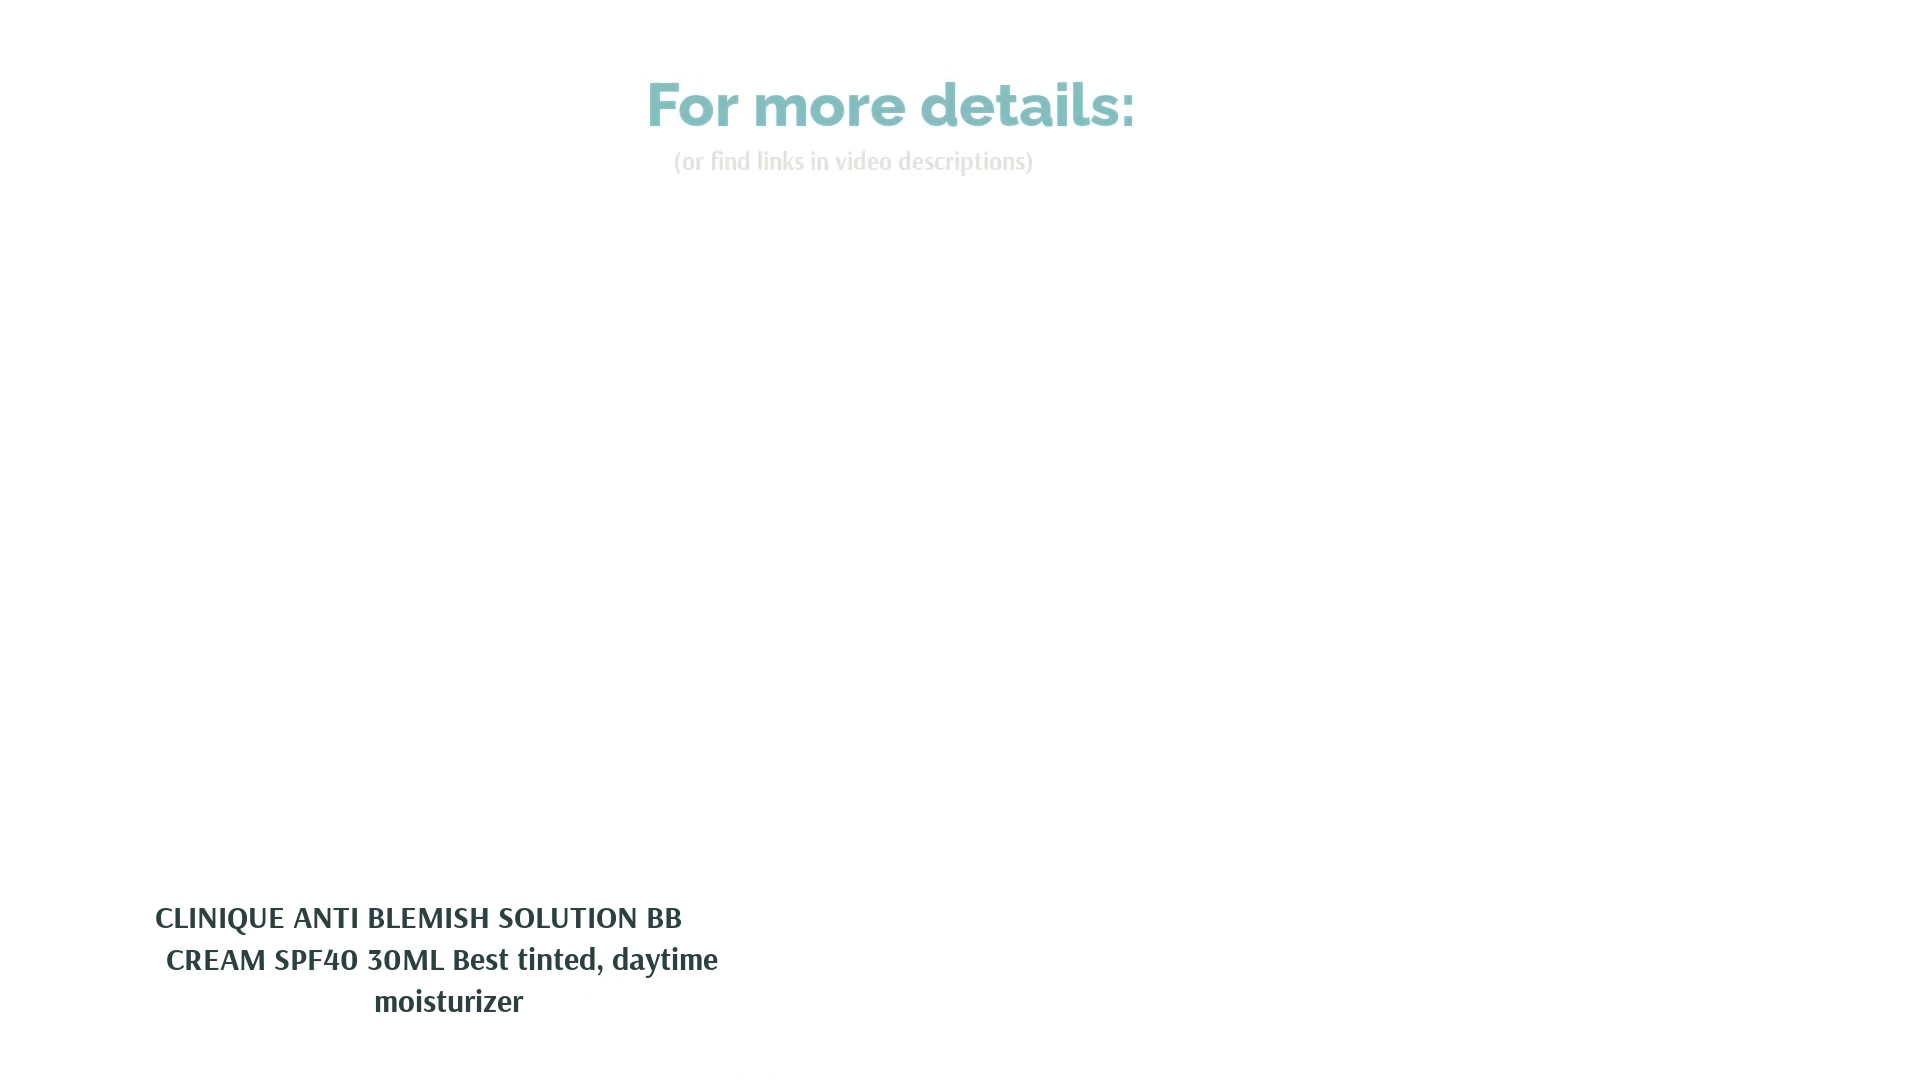 For more details:
(or find links in video descriptions)
CLINIQUE ANTI BLEMISH SOLUTION BB
CREAM SPF40 30ML Best tinted, daytime
moisturizer